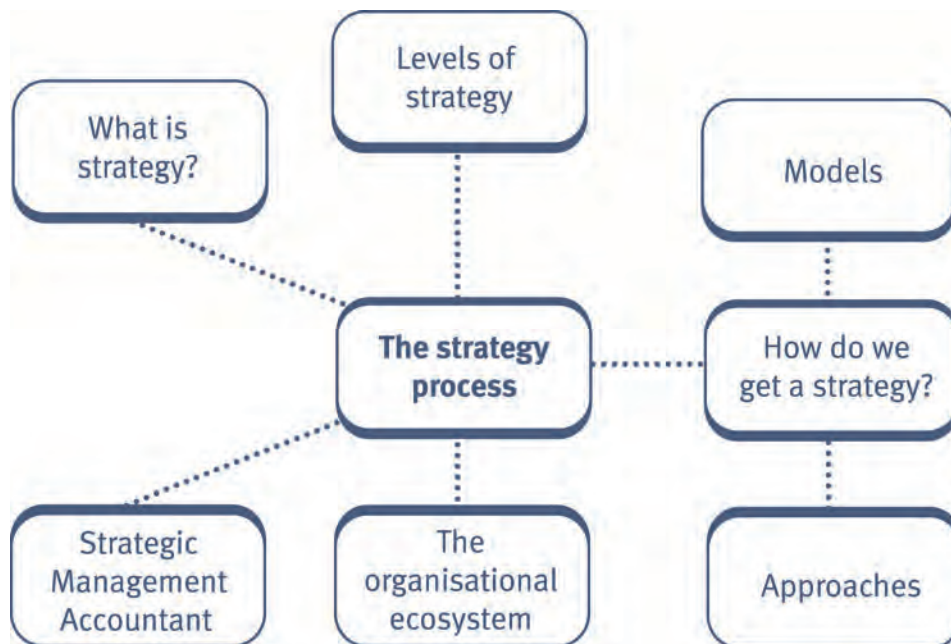 Levels of
strategy
What is
strategy?
Models
The strategy
process
How do we
get a strategy?
Strategic
Management
Accountant
The
organisational
ecosystem
Approaches